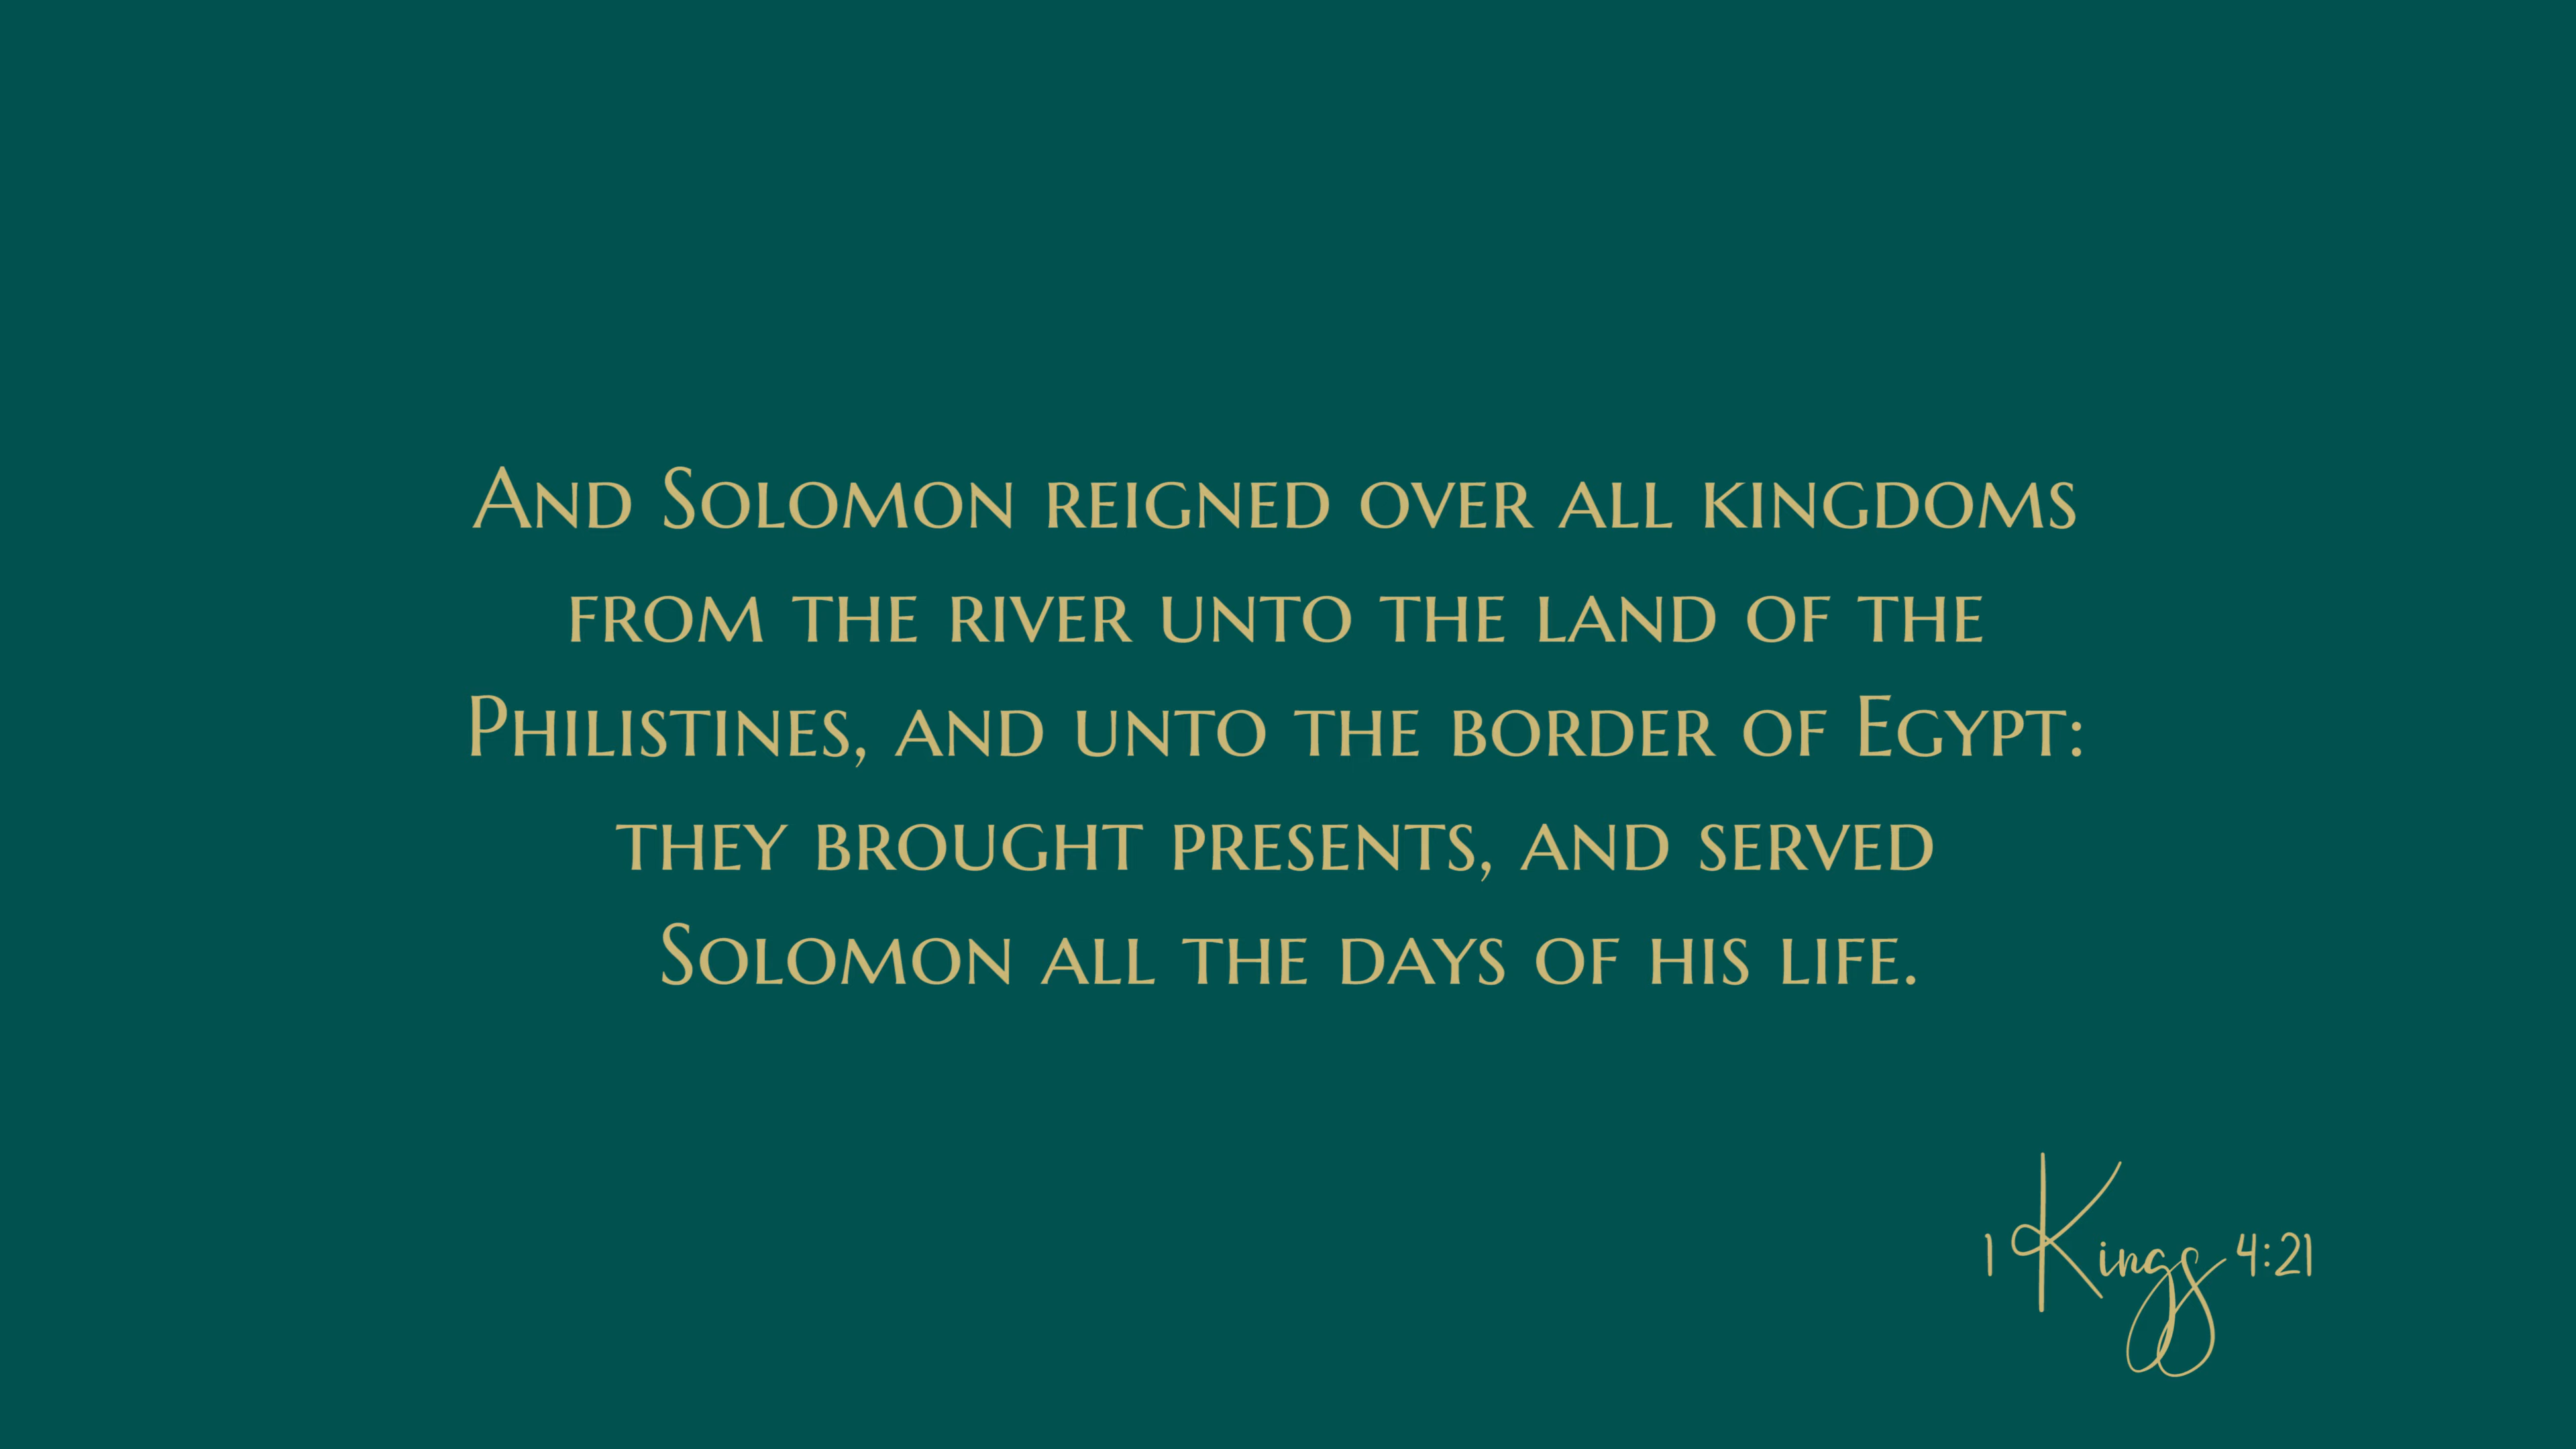 And Solomon reigned over all kingdoms
from the river unto the land of the
Philistines, and unto the border of Egypt:
they brought presents, and served
Solomon all the days of his life.
1 Kings 4:21